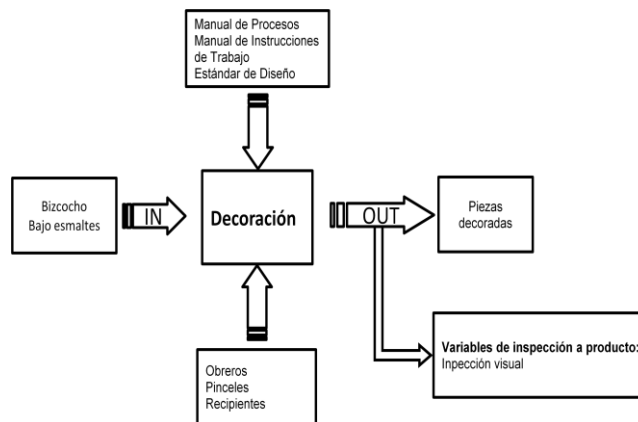 Manual de Procesos
Manual de Instrucciones
de Trabajo
Estándar de Diseño
Bizcocho
Bajo esmaltes
IN
Decoración
OUT
Piezas
decoradas
Obreros
Pinceles
Recipientes
Variables de inspección a producto:
Inpección visual